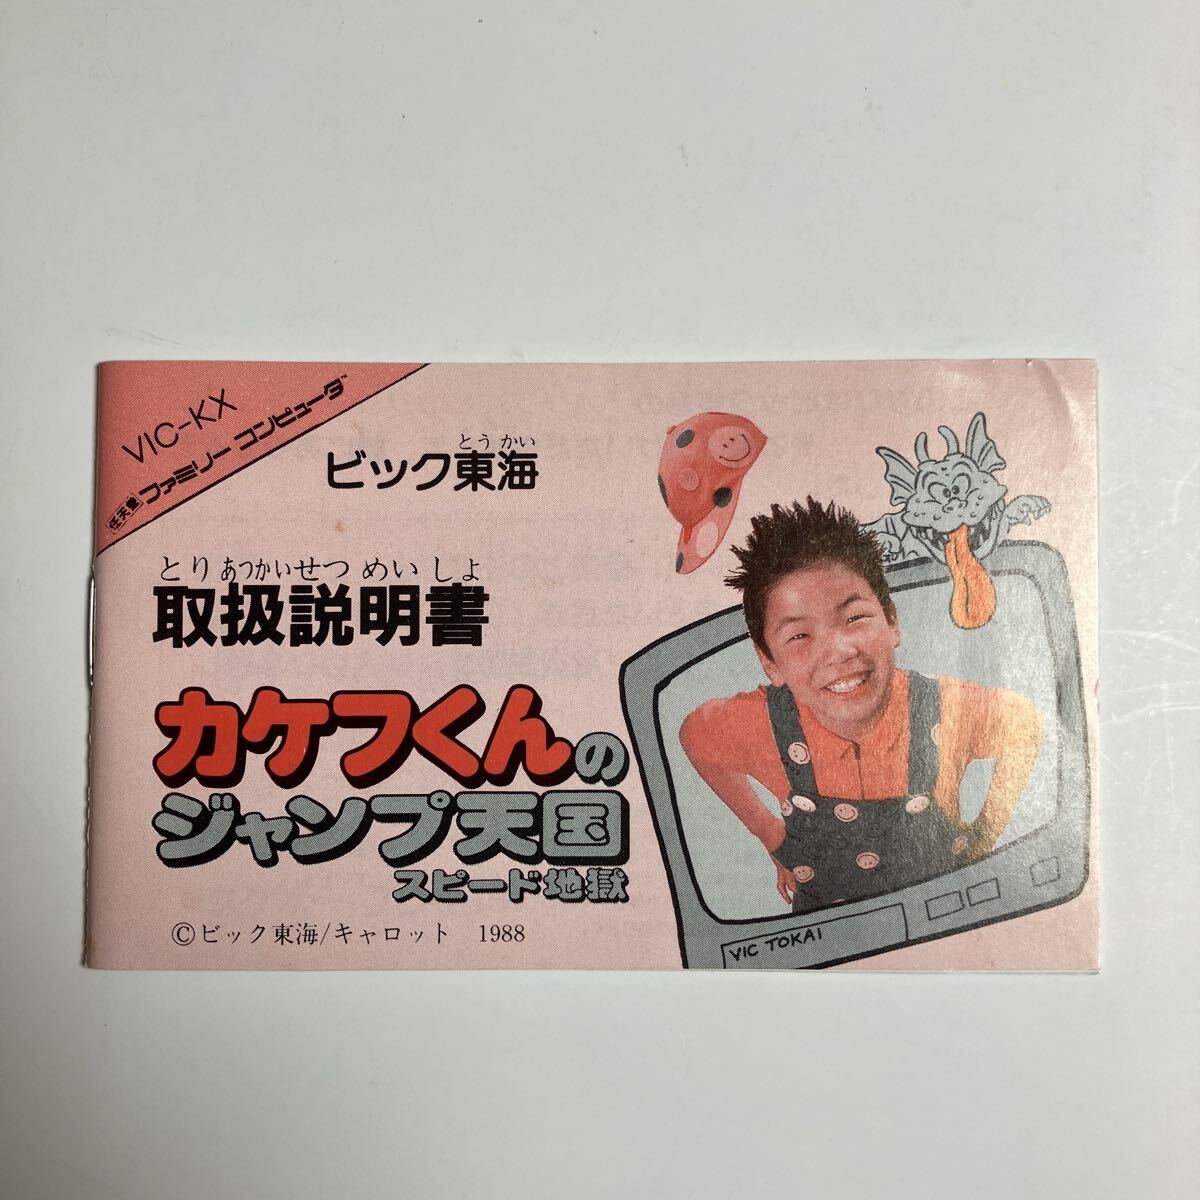 VIC-KX
任天堂 ファミリーコンピュータ™
とうかい
ビック東海
とりあつかいせつめいしょ
取扱説明書
カケフくんの
ジャンプ天国
スピード地獄
©ビック東海/キャロット 1988
VIC TOKAI